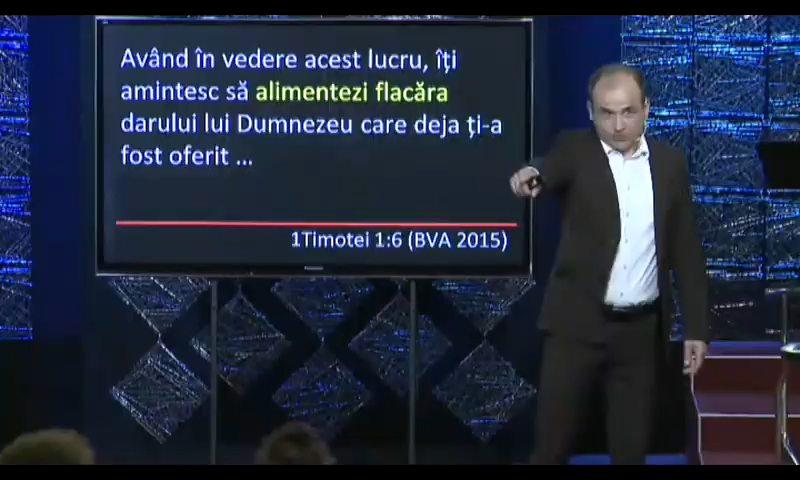 Având în vedere acest lucru, îți
amintesc să alimentezi flacăra
darului lui Dumnezeu care deja ți-a
fost oferit ...
1Timotei 1:6 (BVA 2015)